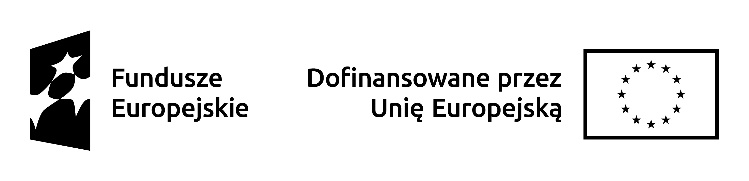 Fundusze
Europejskie
Dofinansowane przez
Unię Europejską